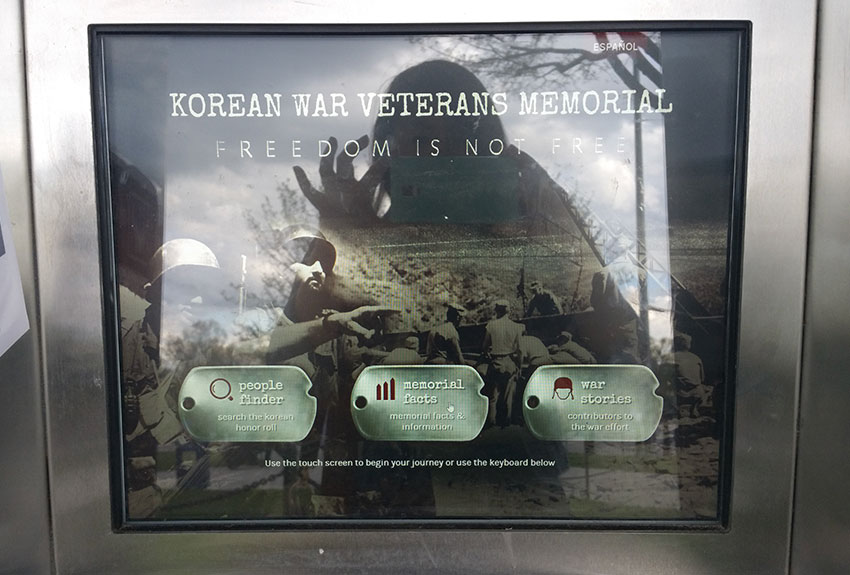 ESPAÑOL
KOREAN WAR VETERANS MEMORIAL
FREEDOM IS NOT FREE
people
finder
search the korean
honor roll
memorial
facts
memorial facts &
information
war
stories
contributors to
the war effort
Use the touch screen to begin your journey or use the keyboard below